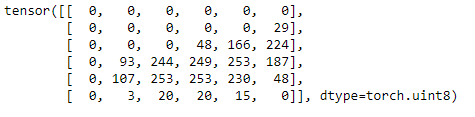 tensor([[  0,   0,   0,   0,   0,   0],
        [  0,   0,   0,   0,   0,  29],
        [  0,   0,   0,  48, 166, 224],
        [  0,  93, 244, 249, 253, 187],
        [  0, 107, 253, 253, 230,  48],
        [  0,   3,  20,  20,  15,   0]], dtype=torch.uint8)